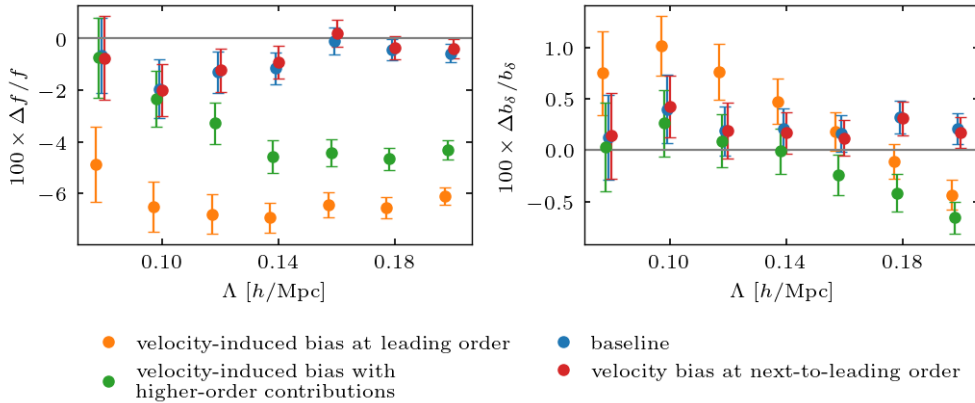 100 × Δf / f
0
−2
−4
−6
0.10
0.14
0.18
Λ [h/Mpc]
100 × Δb_δ / b_δ
1.0
0.5
0.0
−0.5
0.10
0.14
0.18
Λ [h/Mpc]
velocity-induced bias at leading order
velocity-induced bias with
higher-order contributions
baseline
velocity bias at next-to-leading order